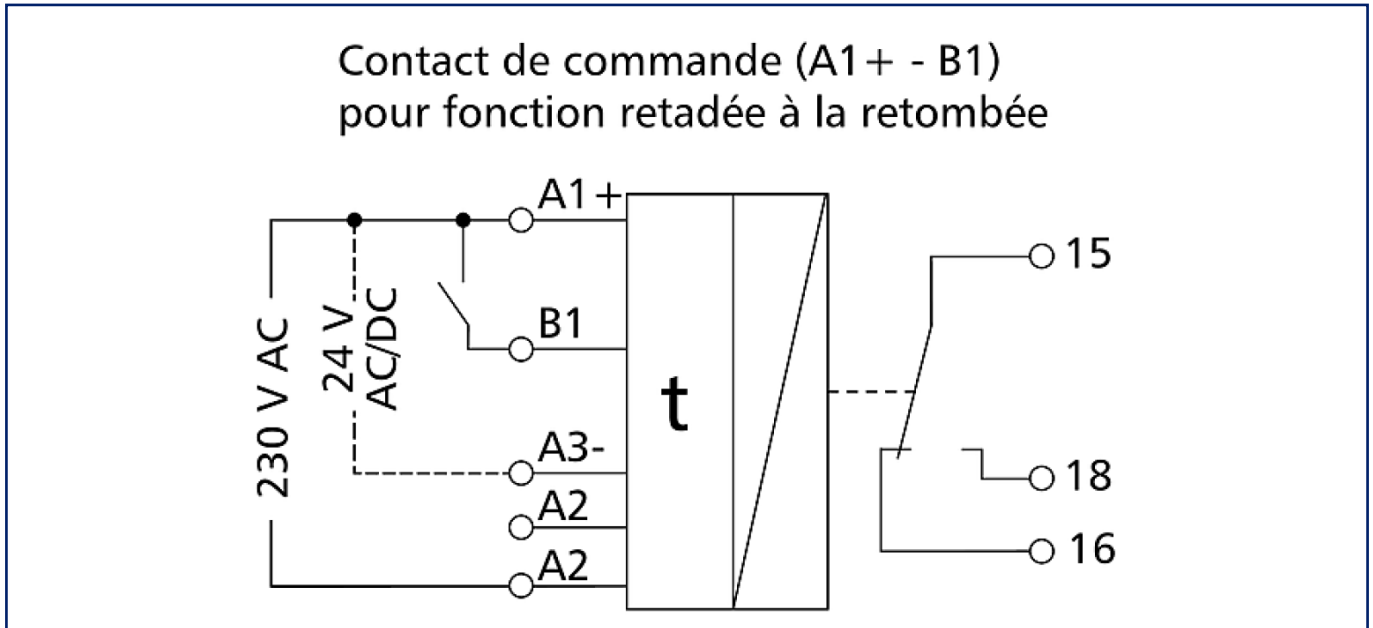 Contact de commande (A1+ - B1)
pour fonction retadée à la retombée
A1+
15
B1
230 V AC
24 V
AC/DC
t
A3-
18
A2
16
A2